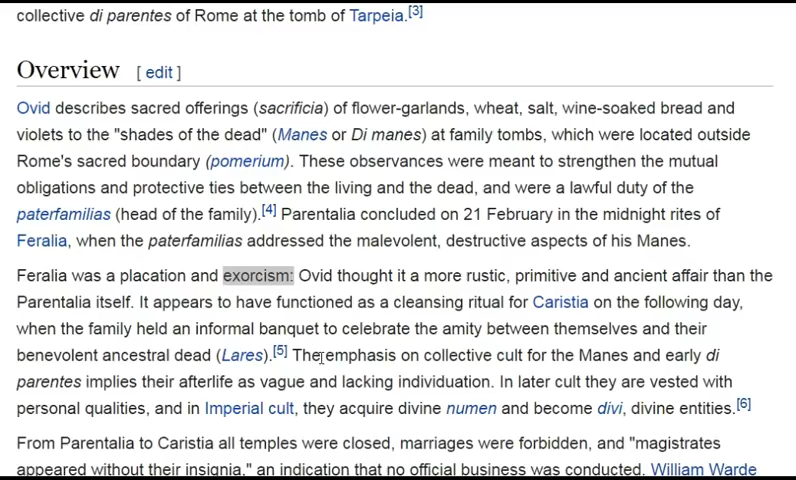 collective di parentes of Rome at the tomb of Tarpeia.[3]
Overview [ edit ]
Ovid describes sacred offerings (sacrificia) of flower-garlands, wheat, salt, wine-soaked bread and
violets to the "shades of the dead" (Manes or Di manes) at family tombs, which were located outside
Rome's sacred boundary (pomerium). These observances were meant to strengthen the mutual
obligations and protective ties between the living and the dead, and were a lawful duty of the
paterfamilias (head of the family).[4] Parentalia concluded on 21 February in the midnight rites of
Feralia, when the paterfamilias addressed the malevolent, destructive aspects of his Manes.
Feralia was a placation and exorcism: Ovid thought it a more rustic, primitive and ancient affair than the
Parentalia itself. It appears to have functioned as a cleansing ritual for Caristia on the following day,
when the family held an informal banquet to celebrate the amity between themselves and their
benevolent ancestral dead (Lares).[5] The emphasis on collective cult for the Manes and early di
parentes implies their afterlife as vague and lacking individuation. In later cult they are vested with
personal qualities, and in Imperial cult, they acquire divine numen and become divi, divine entities.[6]
From Parentalia to Caristia all temples were closed, marriages were forbidden, and "magistrates
appeared without their insignia," an indication that no official business was conducted. William Warde